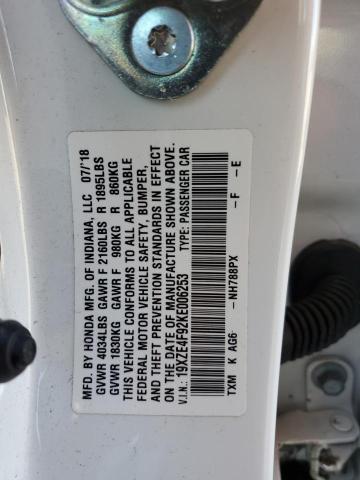 MFD. BY HONDA MFG. OF INDIANA, LLC 07/'18
GVWR 4034LBS GAWR F 2160LBS R 1895LBS
GVWR 1830KG GAWR F 980KG R 860KG
THIS VEHICLE CONFORMS TO ALL APPLICABLE
FEDERAL MOTOR VEHICLE SAFETY, BUMPER,
AND THEFT PREVENTION STANDARDS IN EFFECT
ON THE DATE OF MANUFACTURE SHOWN ABOVE.
V.I.N.: 19XZE4F92KE006253 TYPE: PASSENGER CAR
TXM K AG6 -NH788PX -F -E